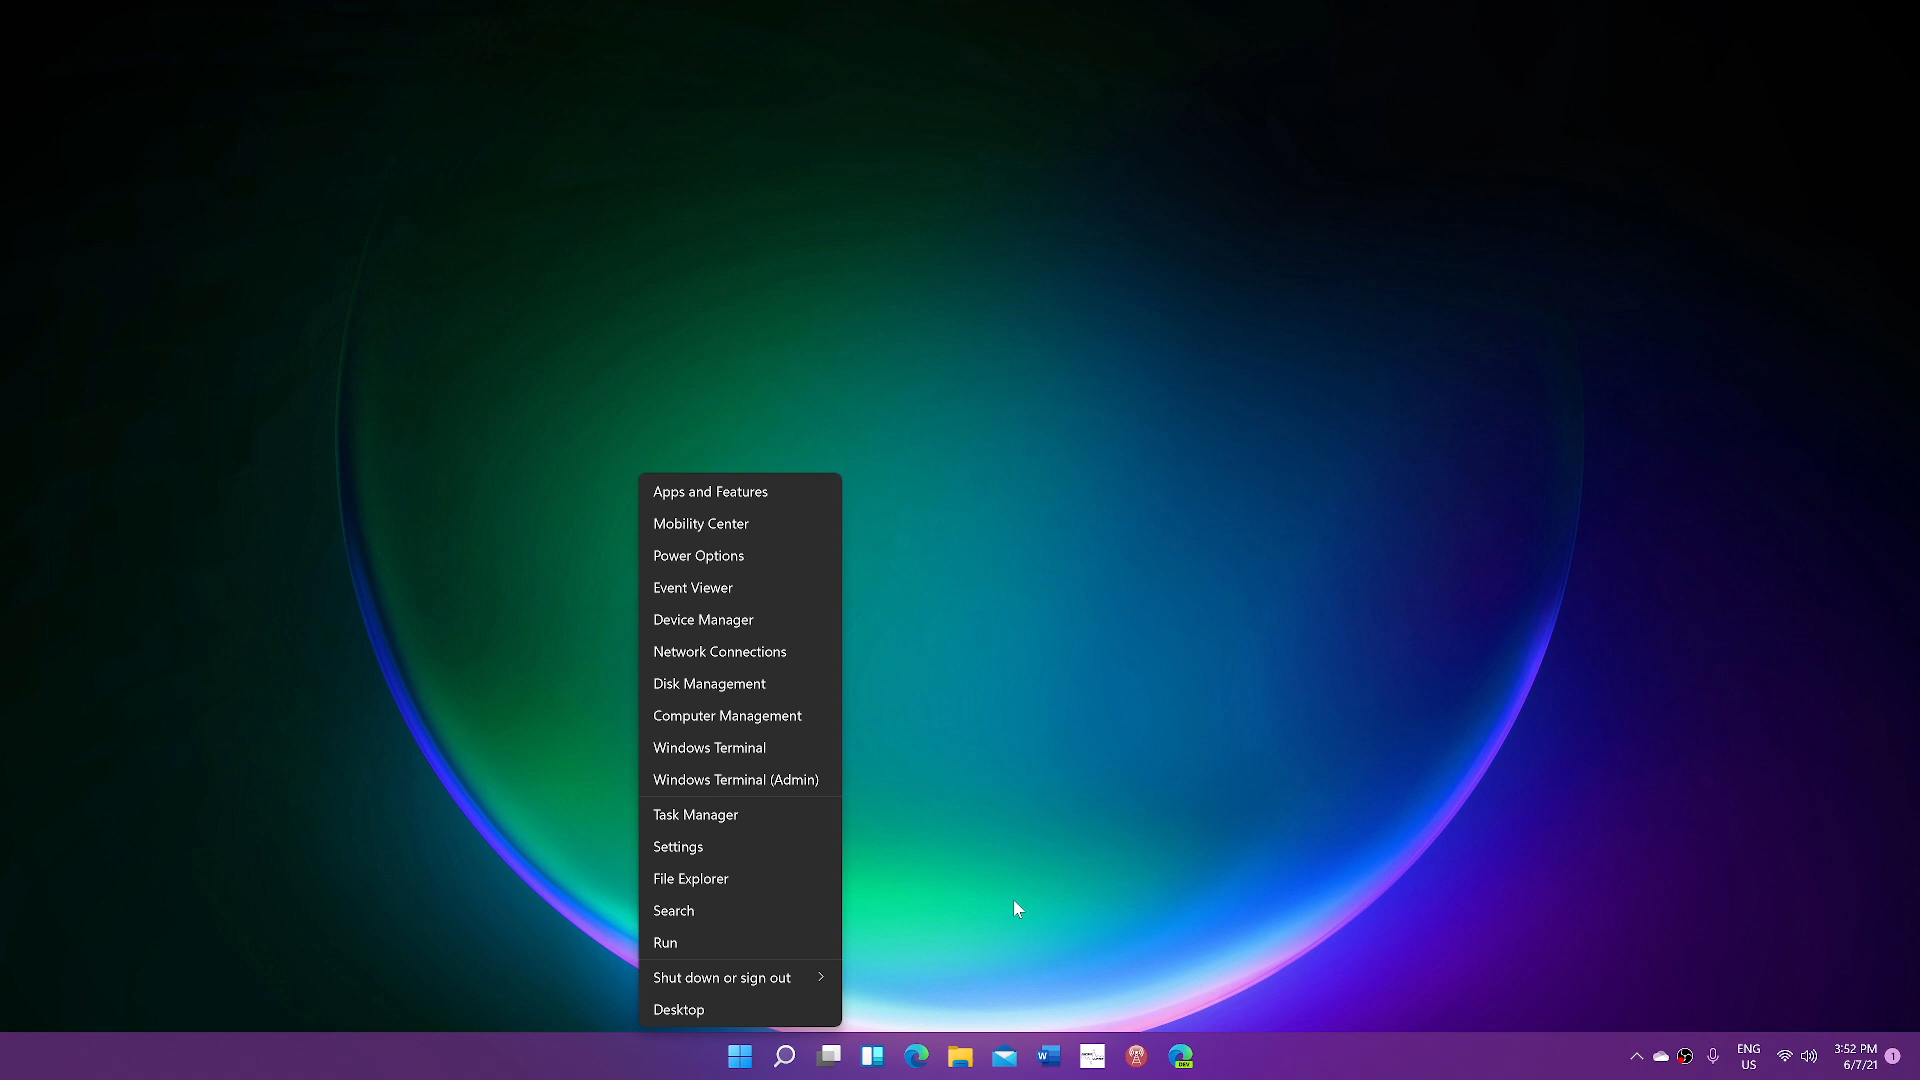 Apps and Features
Mobility Center
Power Options
Event Viewer
Device Manager
Network Connections
Disk Management
Computer Management
Windows Terminal
Windows Terminal (Admin)
Task Manager
Settings
File Explorer
Search
Run
Shut down or sign out
Desktop
W
DEV
ENG
US
3:52 PM
6/7/21
1